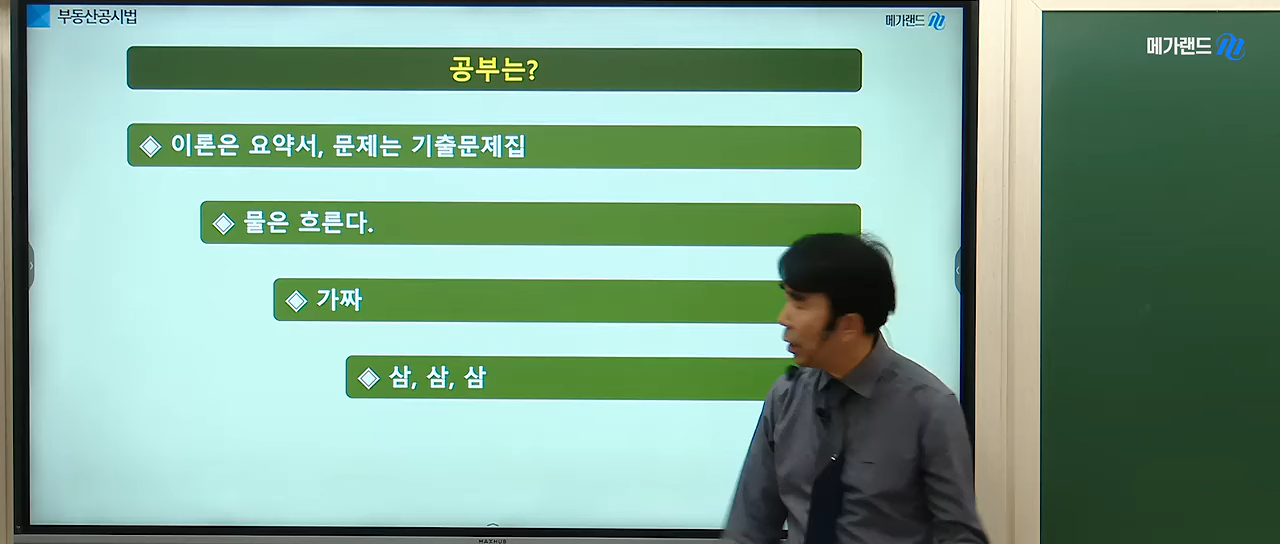 부동산공시법
메가랜드
메가랜드
공부는?
이론은 요약서, 문제는 기출문제집
물은 흐른다.
가짜
삼, 삼, 삼
MAXHUB